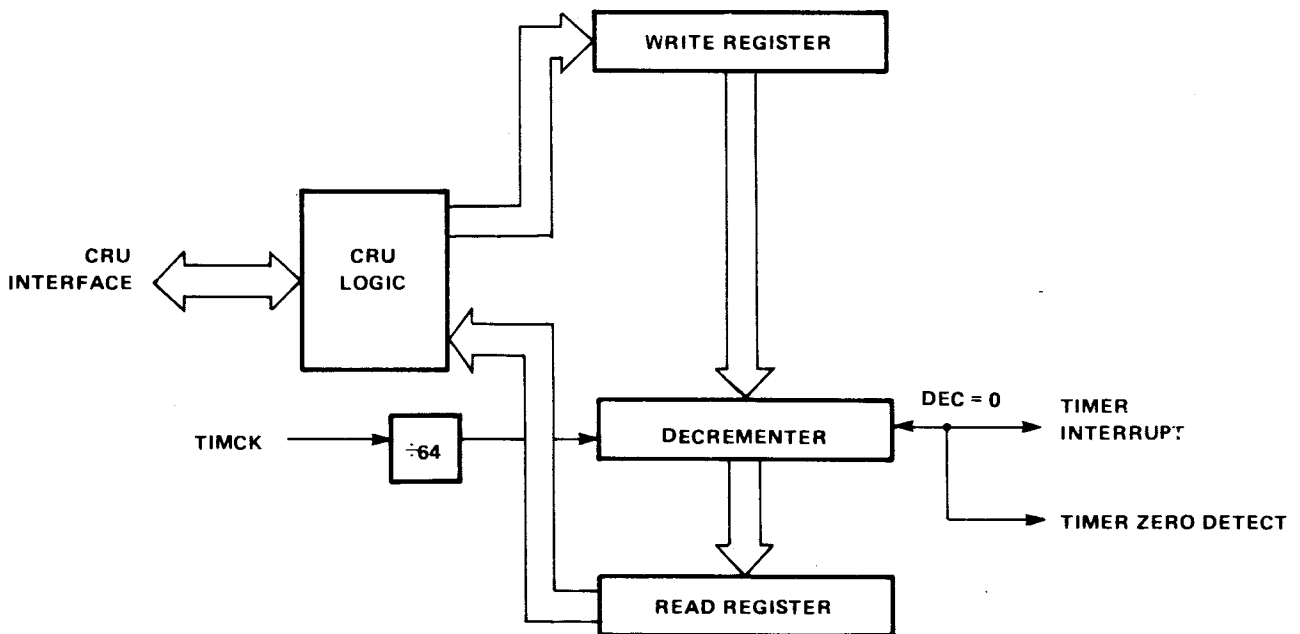 WRITE REGISTER
CRU
INTERFACE
CRU
LOGIC
TIMCK
÷64
DECREMENTER
DEC = 0
TIMER
INTERRUPT
TIMER ZERO DETECT
READ REGISTER